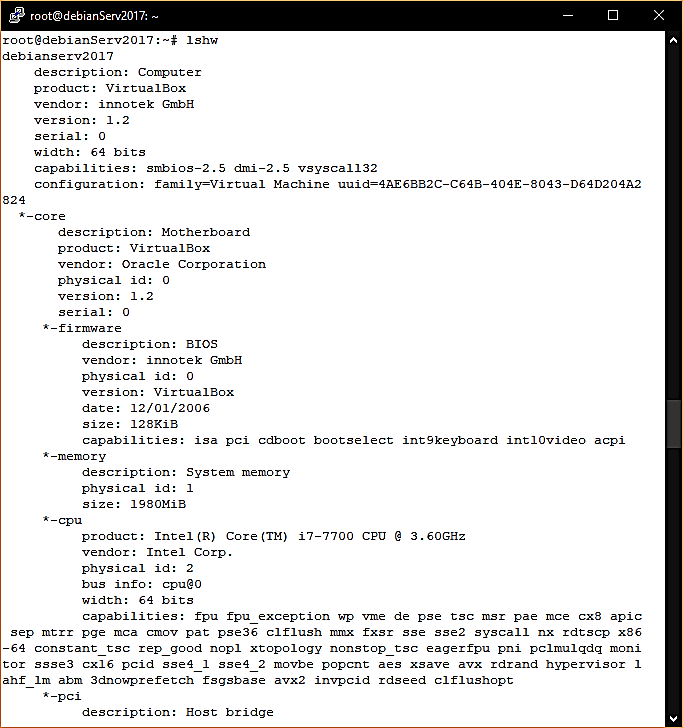 root@debianServ2017: ~
root@debianServ2017:~# lshw
debianserv2017
description: Computer
product: VirtualBox
vendor: innotek GmbH
version: 1.2
serial: 0
width: 64 bits
capabilities: smbios-2.5 dmi-2.5 vsyscall32
configuration: family=Virtual Machine uuid=4AE6BB2C-C64B-404E-8043-D64D204A2
824
*-core
description: Motherboard
product: VirtualBox
vendor: Oracle Corporation
physical id: 0
version: 1.2
serial: 0
*-firmware
description: BIOS
vendor: innotek GmbH
physical id: 0
version: VirtualBox
date: 12/01/2006
size: 128KiB
capabilities: isa pci cdboot bootselect int9keyboard int10video acpi
*-memory
description: System memory
physical id: 1
size: 1980MiB
*-cpu
product: Intel(R) Core(TM) i7-7700 CPU @ 3.60GHz
vendor: Intel Corp.
physical id: 2
bus info: cpu@0
width: 64 bits
capabilities: fpu fpu_exception wp vme de pse tsc msr pae mce cx8 apic
sep mtrr pge mca cmov pat pse36 clflush mmx fxsr sse sse2 syscall nx rdtscp x86
-64 constant_tsc rep_good nopl xtopology nonstop_tsc eagerfpu pni pclmulqdq moni
tor ssse3 cx16 pcid sse4_1 sse4_2 movbe popcnt aes xsave avx rdrand hypervisor l
ahf_lm abm 3dnowprefetch fsgsbase avx2 invpcid rdseed clflushopt
*-pci
description: Host bridge